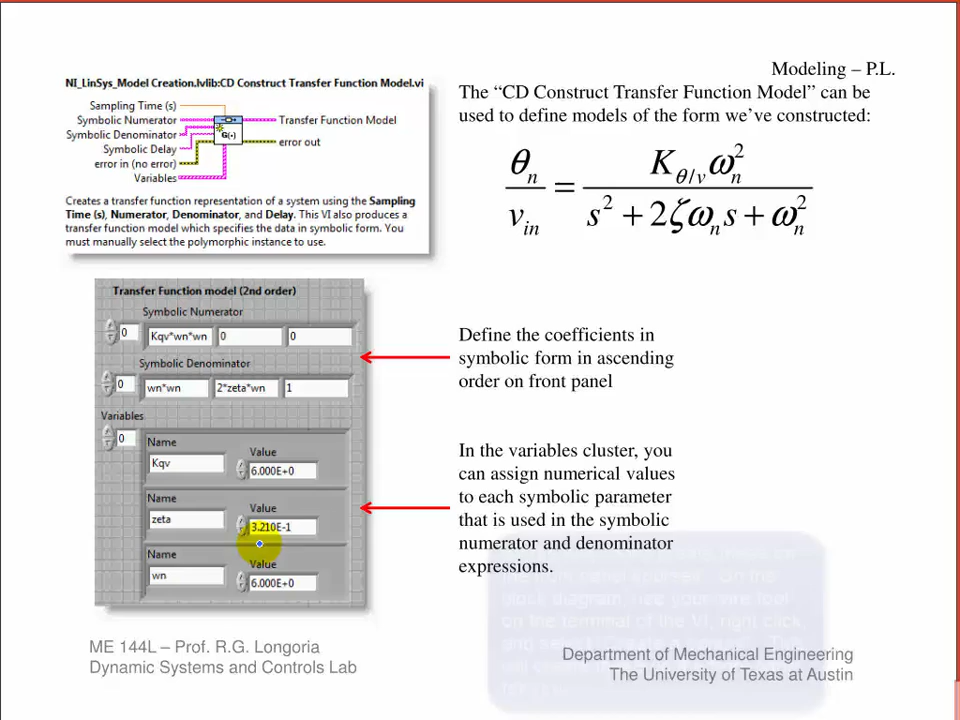 Modeling – P.L.
NI_LinSys_Model Creation.lvlib:CD Construct Transfer Function Model.vi
Sampling Time (s)
Symbolic Numerator
Symbolic Denominator
Symbolic Delay
error in (no error)
Variables
G(•)
Transfer Function Model
error out
Creates a transfer function representation of a system using the Sampling
Time (s), Numerator, Denominator, and Delay. This VI also produces a
transfer function model which specifies the data in symbolic form. You
must manually select the polymorphic instance to use.
The “CD Construct Transfer Function Model” can be
used to define models of the form we’ve constructed:
θn / vin = Kθ/v ωn² / s² + 2ζωn s + ωn²
Transfer Function model (2nd order)
Symbolic Numerator
0 Kqv*wn*wn 0 0
Symbolic Denominator
0 wn*wn 2*zeta*wn 1
Variables
0
Name
Kqv
Value
6.000E+0
Name
zeta
Value
3.210E-1
Name
wn
Value
6.000E+0
Define the coefficients in
symbolic form in ascending
order on front panel
In the variables cluster, you
can assign numerical values
to each symbolic parameter
that is used in the symbolic
numerator and denominator
expressions.
ME 144L – Prof. R.G. Longoria
Dynamic Systems and Controls Lab
Department of Mechanical Engineering
The University of Texas at Austin